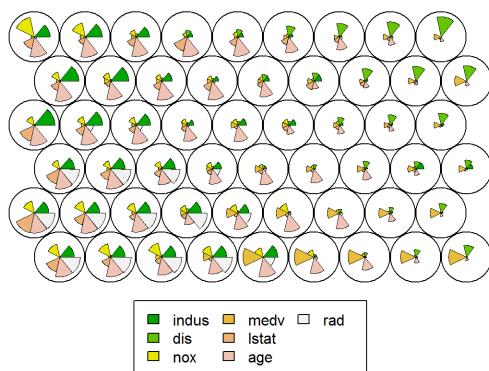 indus medv rad
dis lstat
nox age